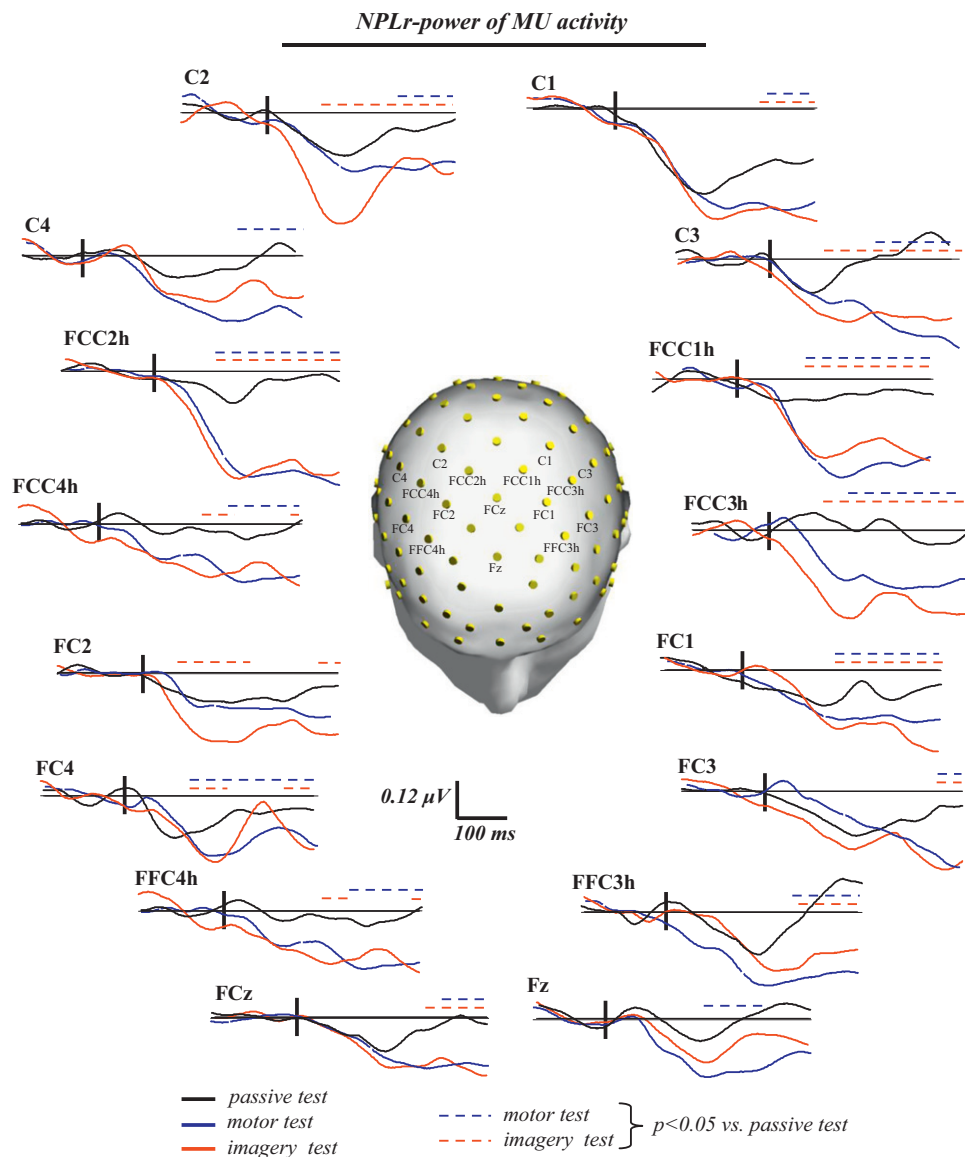 NPLr-power of MU activity
C2
C1
C4
C3
FCC2h
FCC1h
C2
C1
C4
C3
FCC2h
FCC1h
FCC4h
FCC3h
FCC4h
FCC3h
FCz
FC2
FC1
FC4
FC3
FFC4h
FFC3h
Fz
FC2
FC1
FC4
FC3
0.12 µV
100 ms
FFC4h
FFC3h
FCz
Fz
passive test
motor test
imagery test
motor test
imagery test
p<0.05 vs. passive test